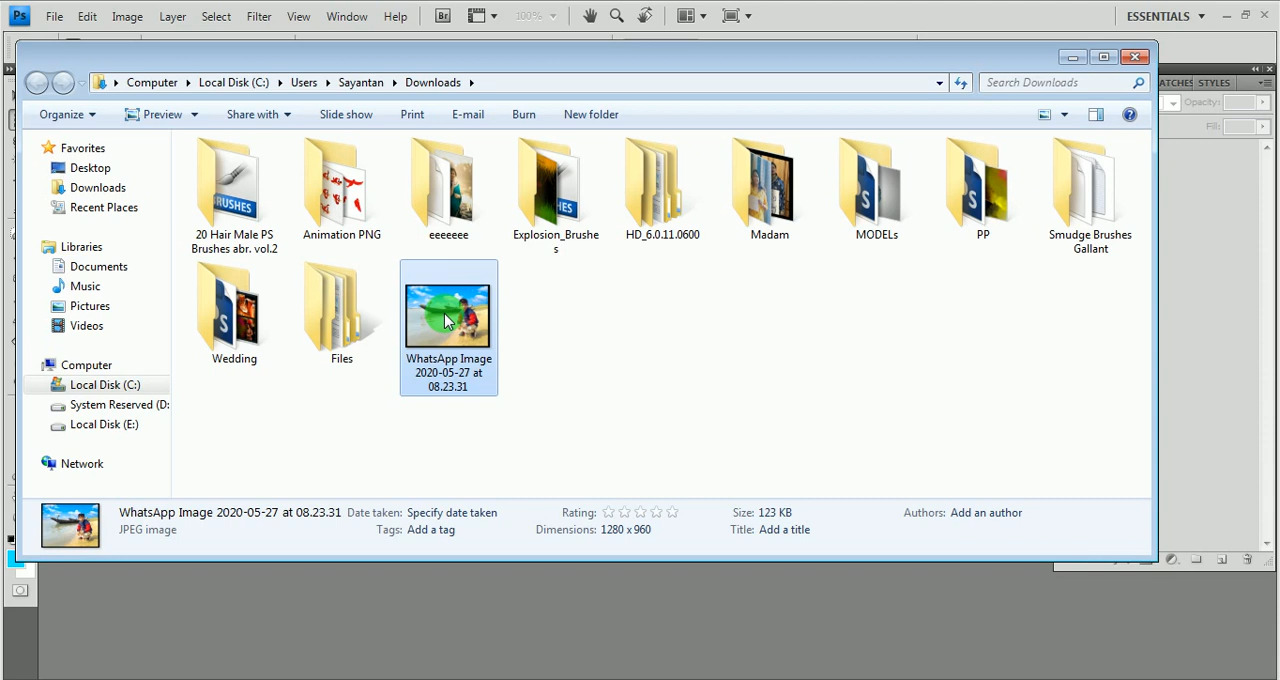 Ps File Edit Image Layer Select Filter View Window Help Br 100% ESSENTIALS
Computer Local Disk (C:) Users Sayantan Downloads Search Downloads
ATCHES STYLES
Opacity:
Organize Preview Share with Slide show Print E-mail Burn New folder
Fill:
Favorites
Desktop
Downloads
Recent Places
Libraries
Documents
Music
Pictures
Videos
Computer
Local Disk (C:)
System Reserved (D:
Local Disk (E:)
Network
20 Hair Male PS
Brushes abr. vol.2
Animation PNG
eeeeeee
Explosion_Brushe
s
HD_6.0.11.0600
Madam
MODELs
PP
Smudge Brushes
Gallant
Wedding
Files
WhatsApp Image
2020-05-27 at
08.23.31
WhatsApp Image 2020-05-27 at 08.23.31 Date taken: Specify date taken Rating: Size: 123 KB Authors: Add an author
JPEG image Tags: Add a tag Dimensions: 1280 x 960 Title: Add a title